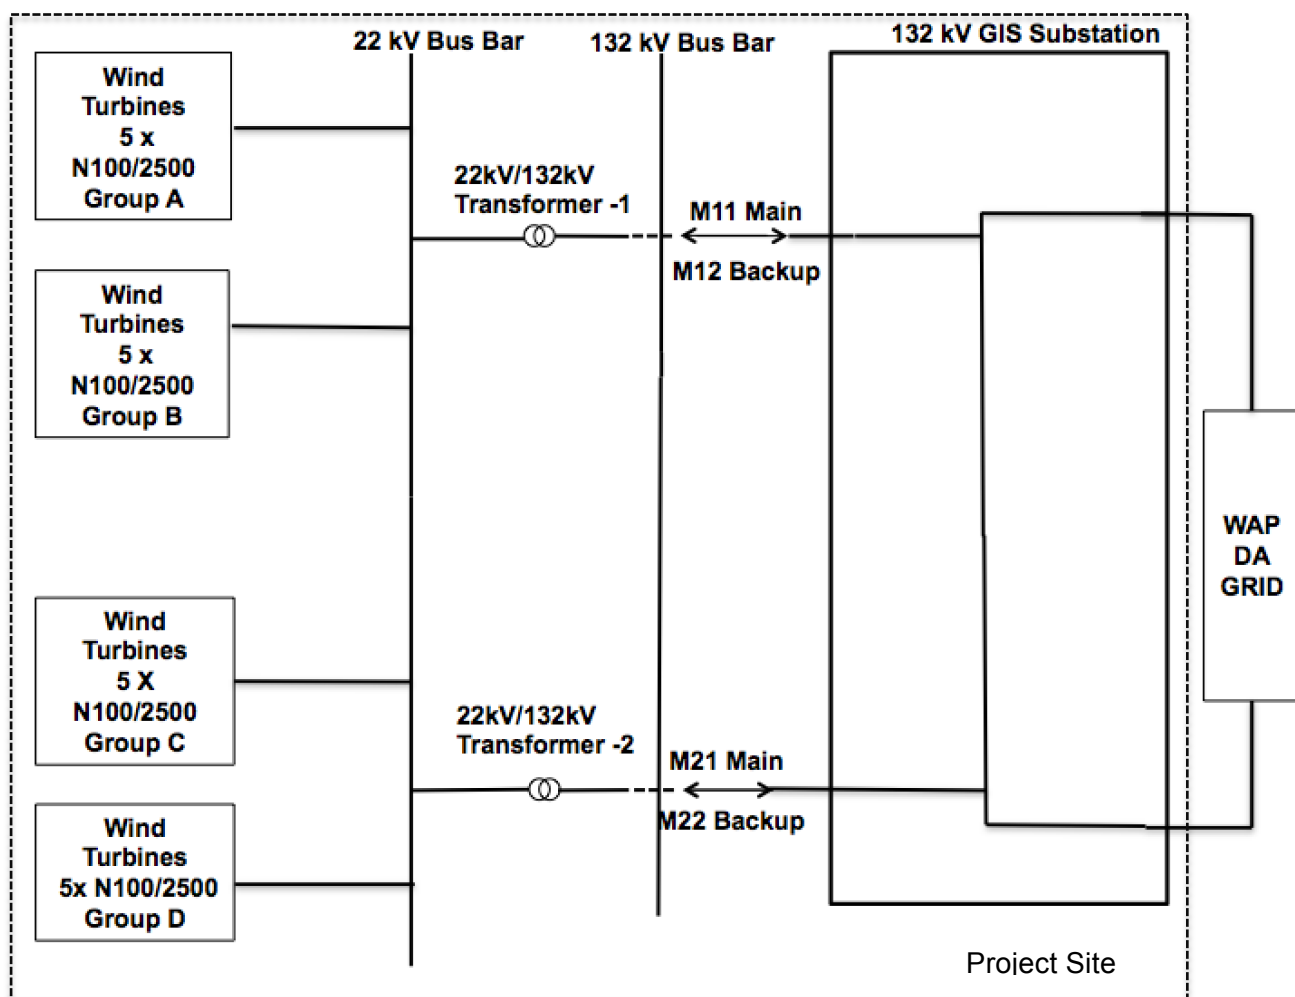 22 kV Bus Bar
132 kV Bus Bar
132 kV GIS Substation
Wind
Turbines
5 x
N100/2500
Group A
22kV/132kV
Transformer -1
M11 Main
M12 Backup
Wind
Turbines
5 x
N100/2500
Group B
WAP
DA
GRID
Wind
Turbines
5 X
N100/2500
Group C
22kV/132kV
Transformer -2
M21 Main
M22 Backup
Wind
Turbines
5x N100/2500
Group D
Project Site